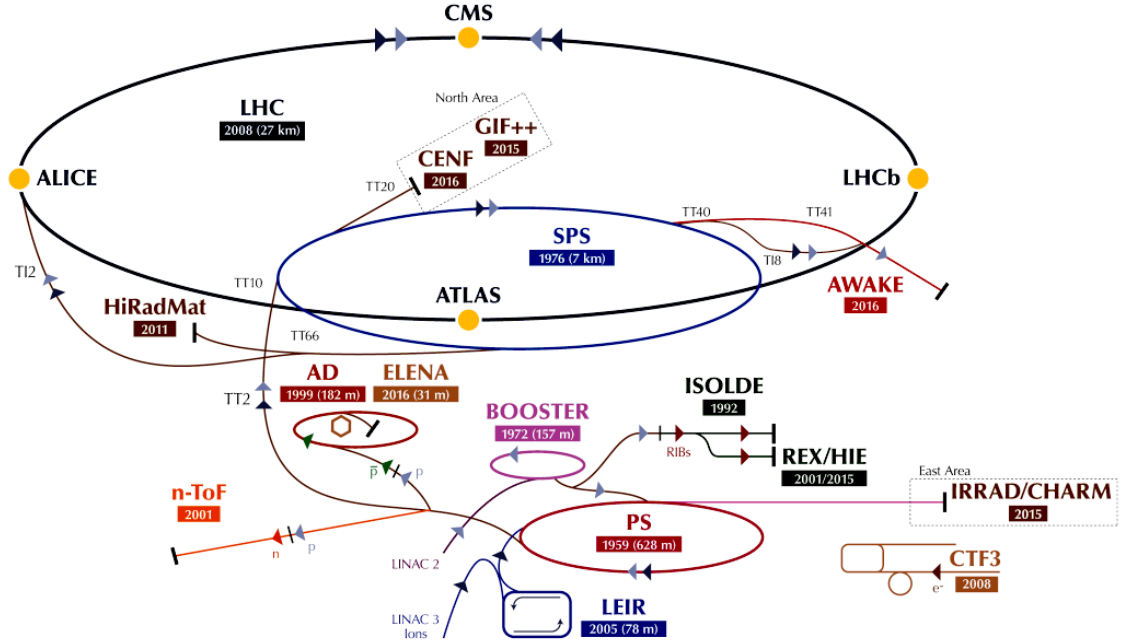 CMS
LHC
2008 (27 km)
North Area
GIF++
2015
CENF
2016
TT20
ALICE
LHCb
TT40
TT41
SPS
1976 (7 km)
TI8
TI2
TT10
AWAKE
2016
HiRadMat
2011
ATLAS
TT66
AD
1999 (182 m)
ELENA
2016 (31 m)
TT2
BOOSTER
1972 (157 m)
ISOLDE
1992
RIBs
REX/HIE
2001/2015
p̅
p
n-ToF
2001
East Area
IRRAD/CHARM
2015
PS
1959 (628 m)
n
p
LINAC 2
CTF3
2008
e-
LEIR
2005 (78 m)
LINAC 3
Ions